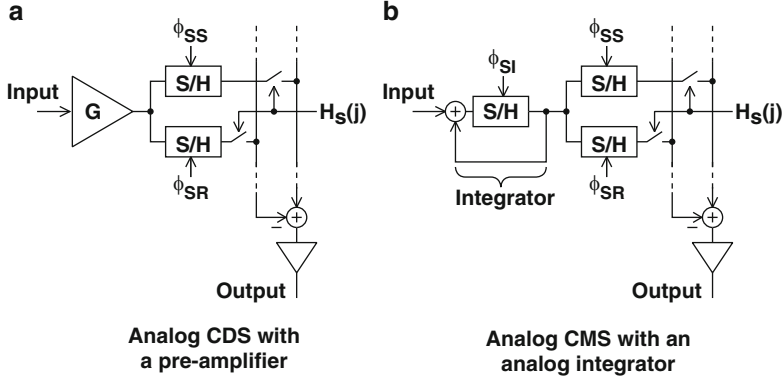 a
ϕSS
Input
G
S/H
S/H
HS(j)
ϕSR
−
+
Output
Analog CDS with
a pre-amplifier
b
ϕSS
ϕSI
Input
+
S/H
S/H
S/H
HS(j)
Integrator
ϕSR
−
+
Output
Analog CMS with an
analog integrator